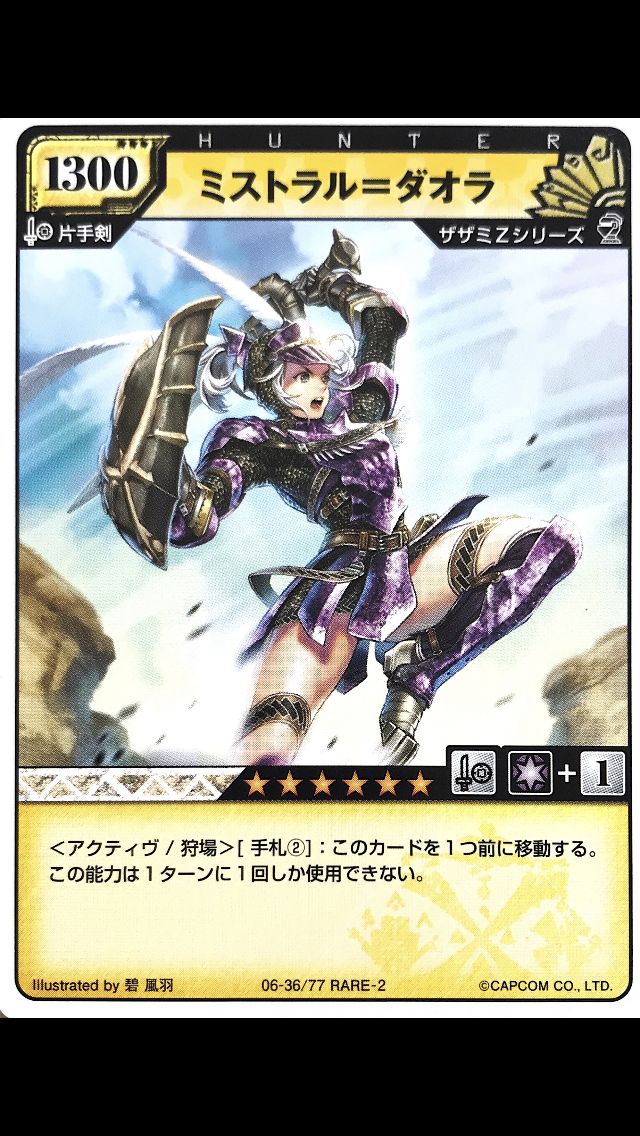 HUNTER
1300
ミストラル=ダオラ
片手剣
ザザミZシリーズ
+1
<アクティヴ / 狩場>[ 手札②]：このカードを1つ前に移動する。
この能力は1ターンに1回しか使用できない。
Illustrated by 碧 風羽
06-36/77 RARE-2
©CAPCOM CO., LTD.